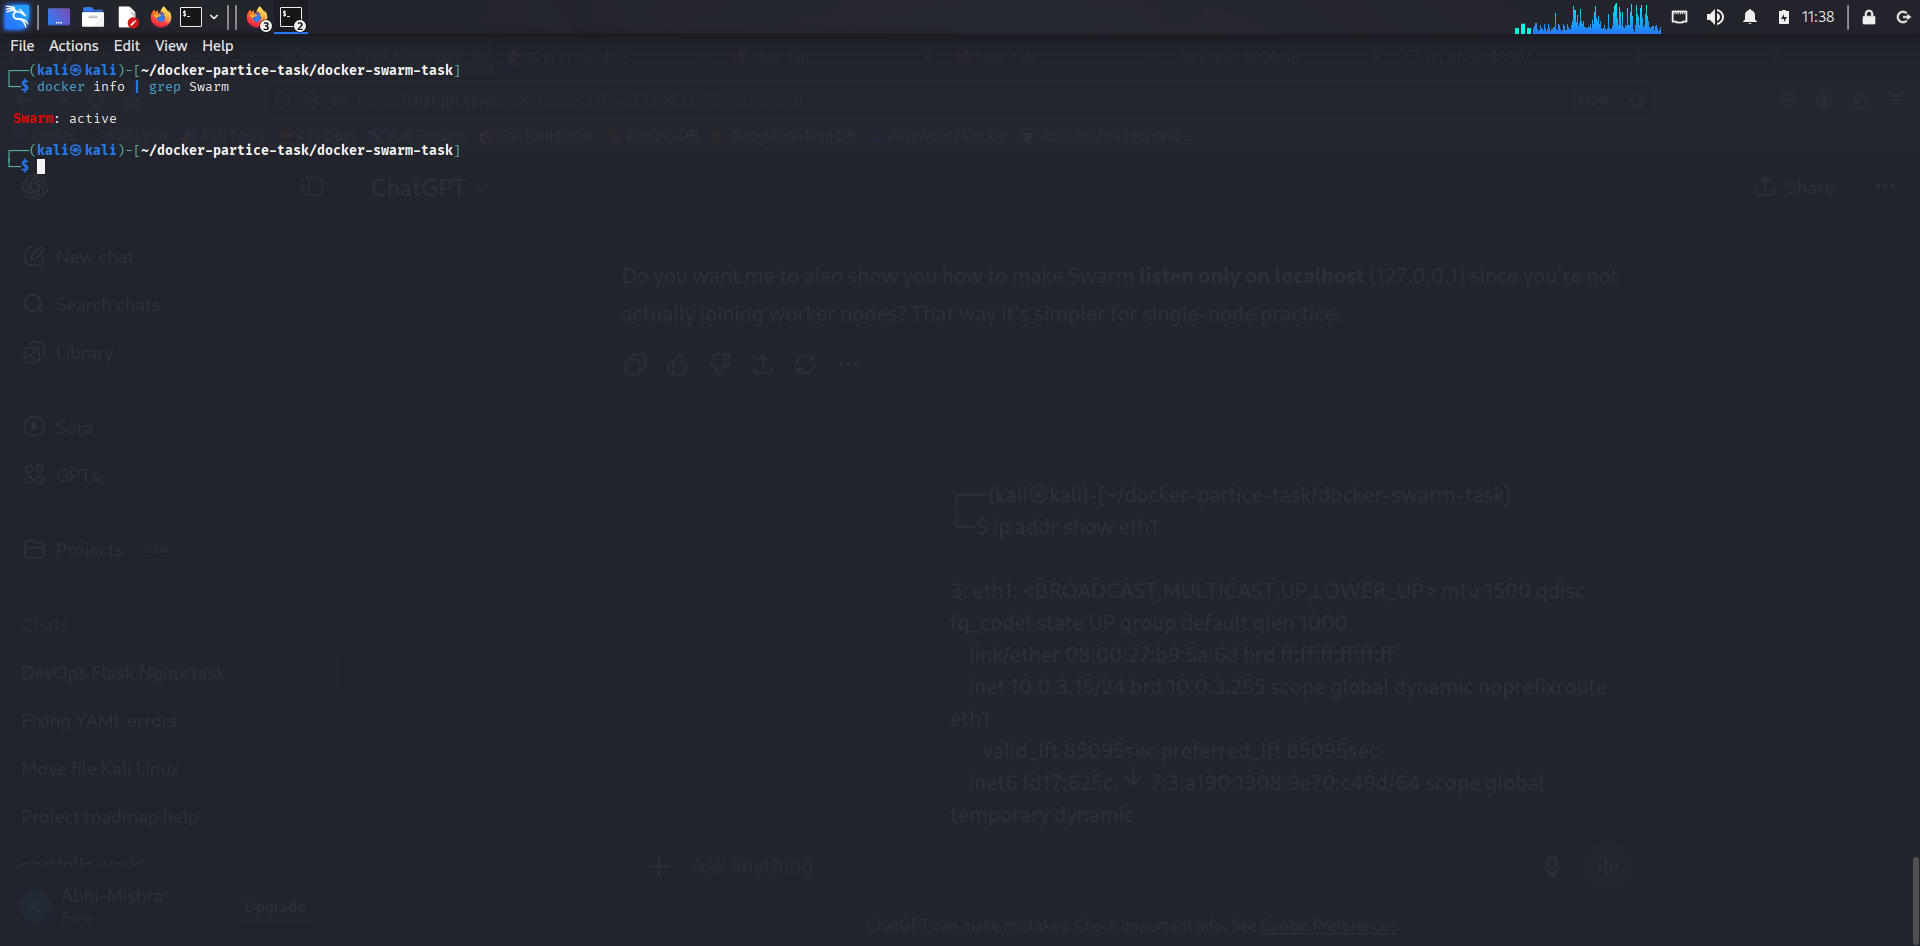 11:38
3
2
File Actions Edit View Help
┌──(kali㉿kali)-[~/docker-partice-task/docker-swarm-task]
└─$ docker info | grep Swarm
Swarm: active
┌──(kali㉿kali)-[~/docker-partice-task/docker-swarm-task]
└─$
Sign in - Jenkins
New Tab
New Tab
localhost:8090/api
localhost:8090/
133%
OffSec
Kali Linux
Kali Tools
Kali Docs
Kali Forums
Kali NetHunter
Exploit-DB
Google Hacking DB
Password | Docker
Abhi-mishra998/devo...
ChatGPT
Share
New chat
Search chats
Library
Sora
GPTs
Projects NEW
Chats
DevOps Flask Nginx task
Fixing YAML errors
Move file Kali Linux
Project roadmap help
portfolio work
A
Abhi-Mishra
Free
Upgrade
Do you want me to also show you how to make Swarm listen only on localhost (127.0.0.1) since you're not
actually joining worker nodes? That way it's simpler for single-node practice.
┌──(kali㉿kali)-[~/docker-partice-task/docker-swarm-task]
└─$ ip addr show eth1
3: eth1: <BROADCAST,MULTICAST,UP,LOWER_UP> mtu 1500 qdisc
fq_codel state UP group default qlen 1000
link/ether 08:00:27:b9:5a:6d brd ff:ff:ff:ff:ff:ff
inet 10.0.3.15/24 brd 10.0.3.255 scope global dynamic noprefixroute
eth1
valid_lft 85095sec preferred_lft 85095sec
inet6 fd17:625c. 7:3:a190:1308:9e70:c49d/64 scope global
temporary dynamic
Ask anything
ChatGPT can make mistakes. Check important info. See Cookie Preferences.